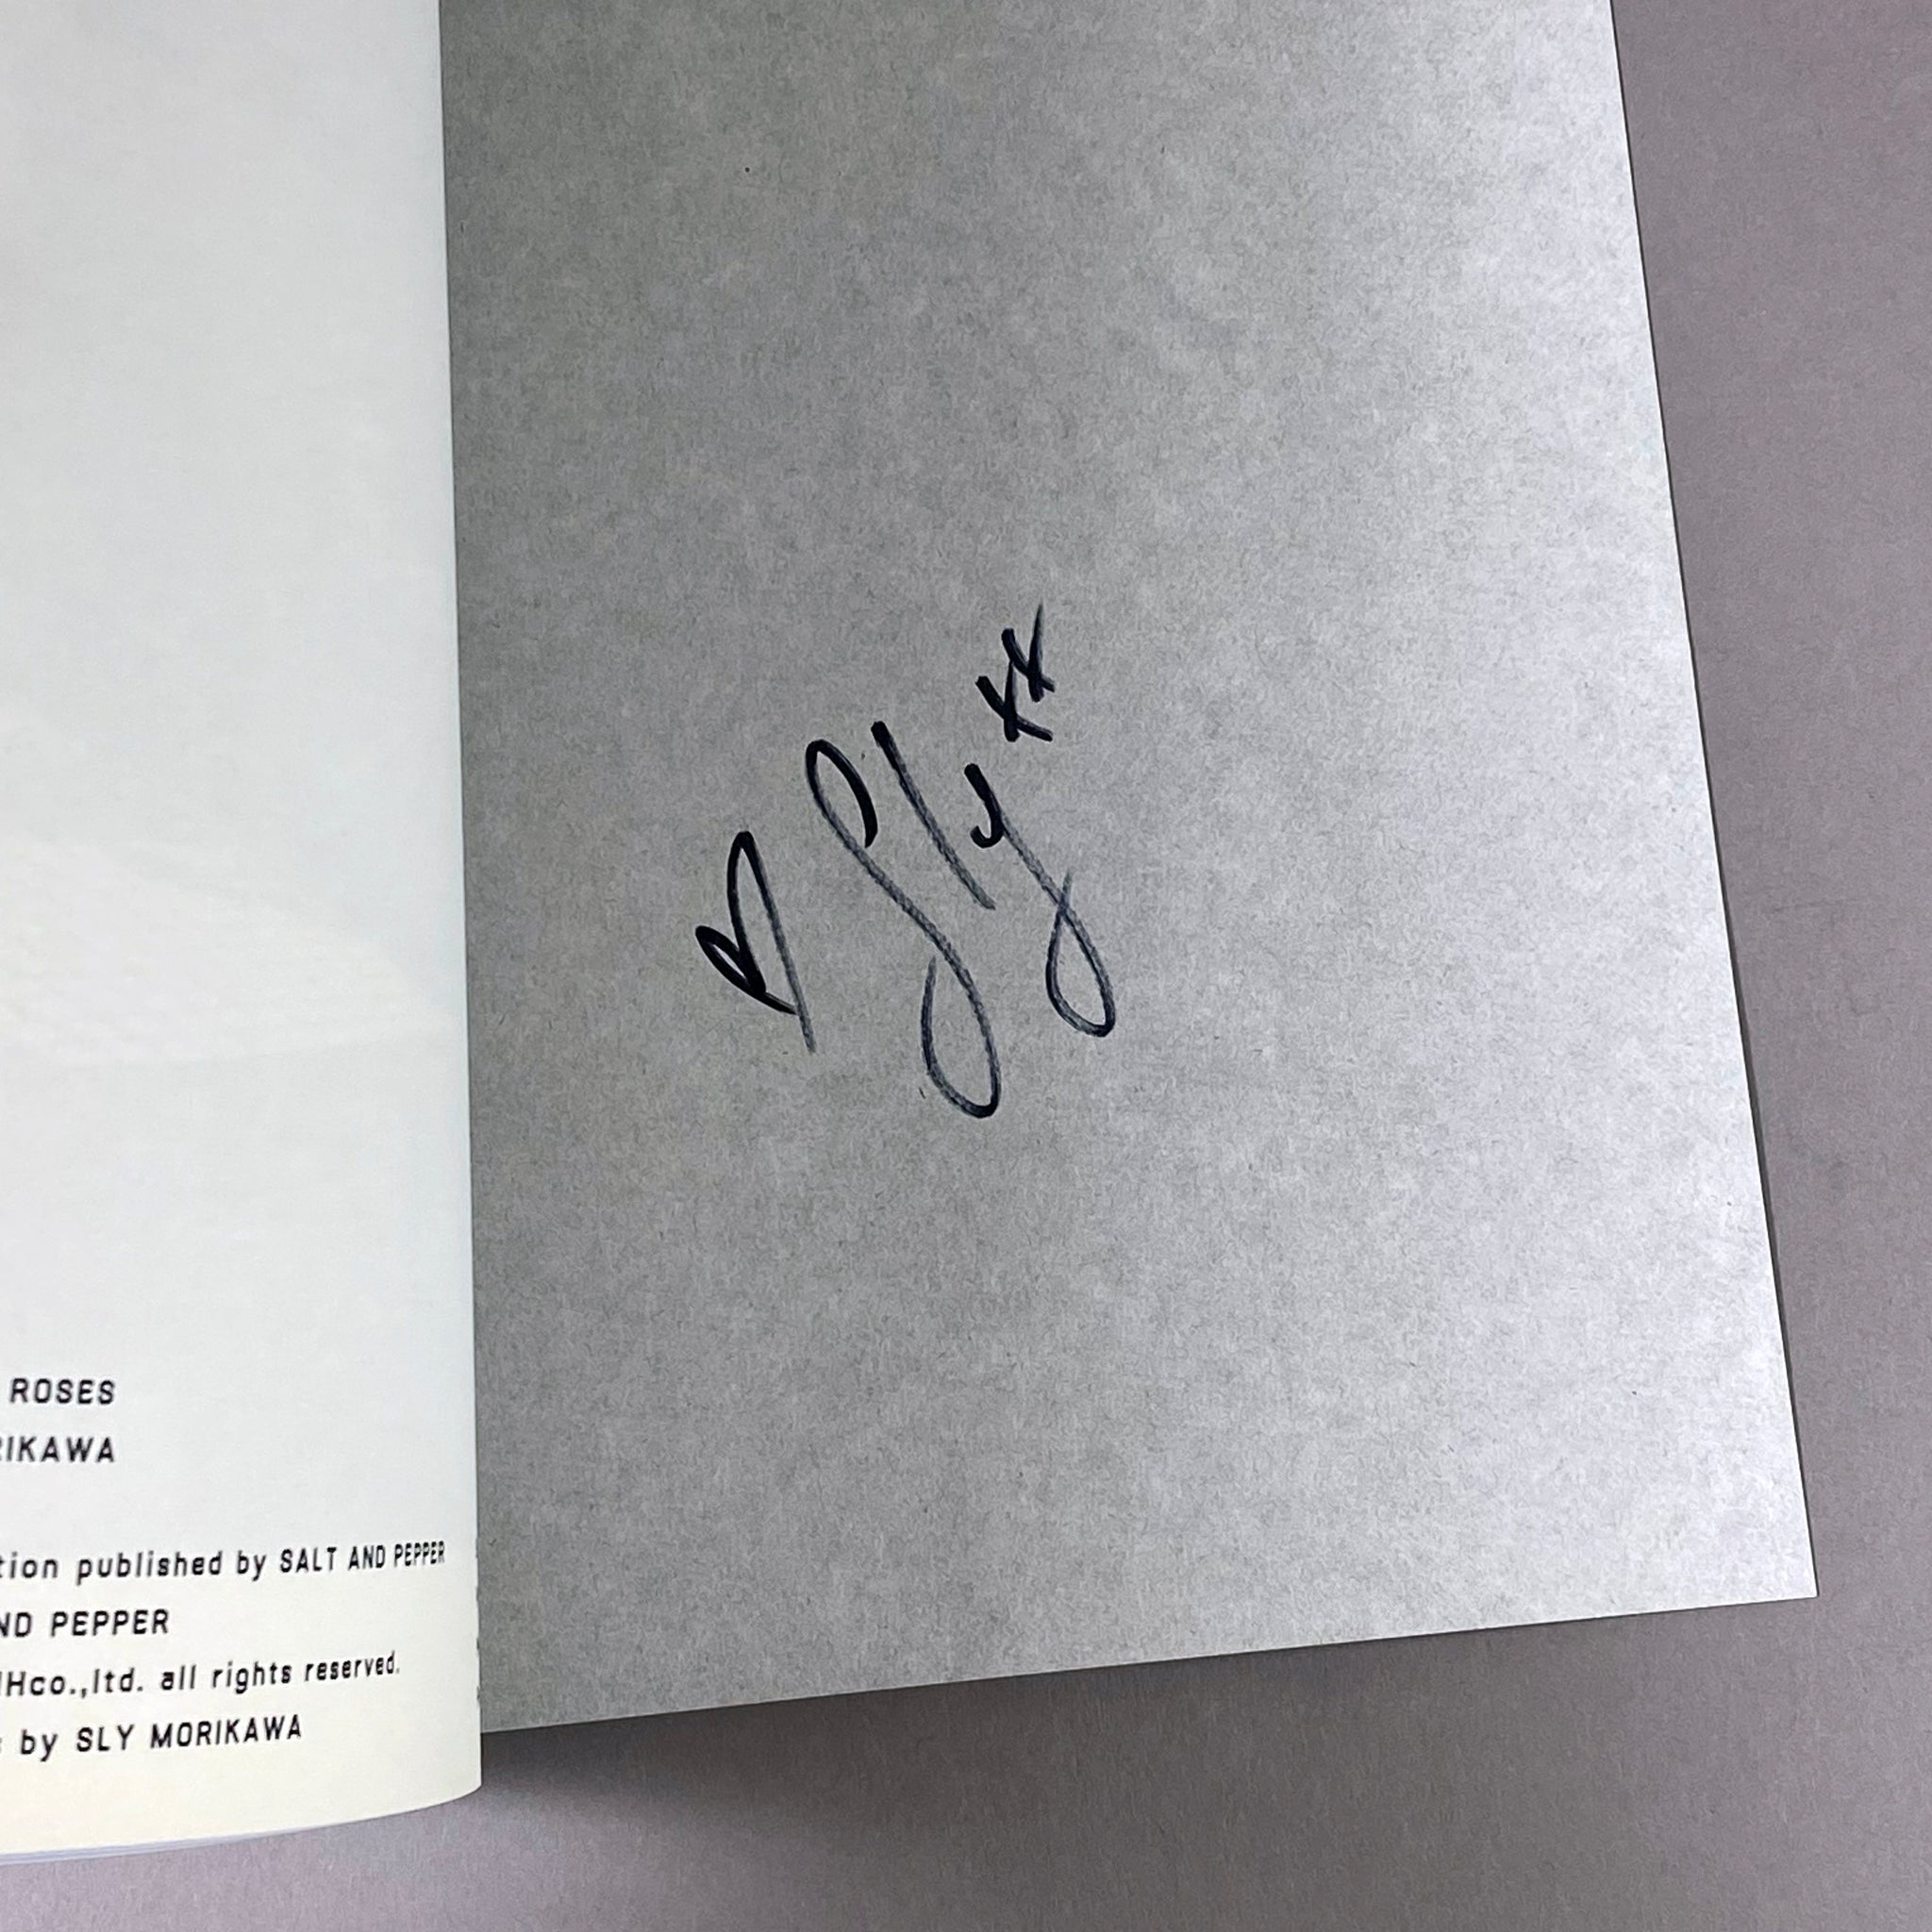 ROSES
RIKAWA
tion published by SALT AND PEPPER
ND PEPPER
Hco.,ltd. all rights reserved.
by SLY MORIKAWA
♡ Sly xx